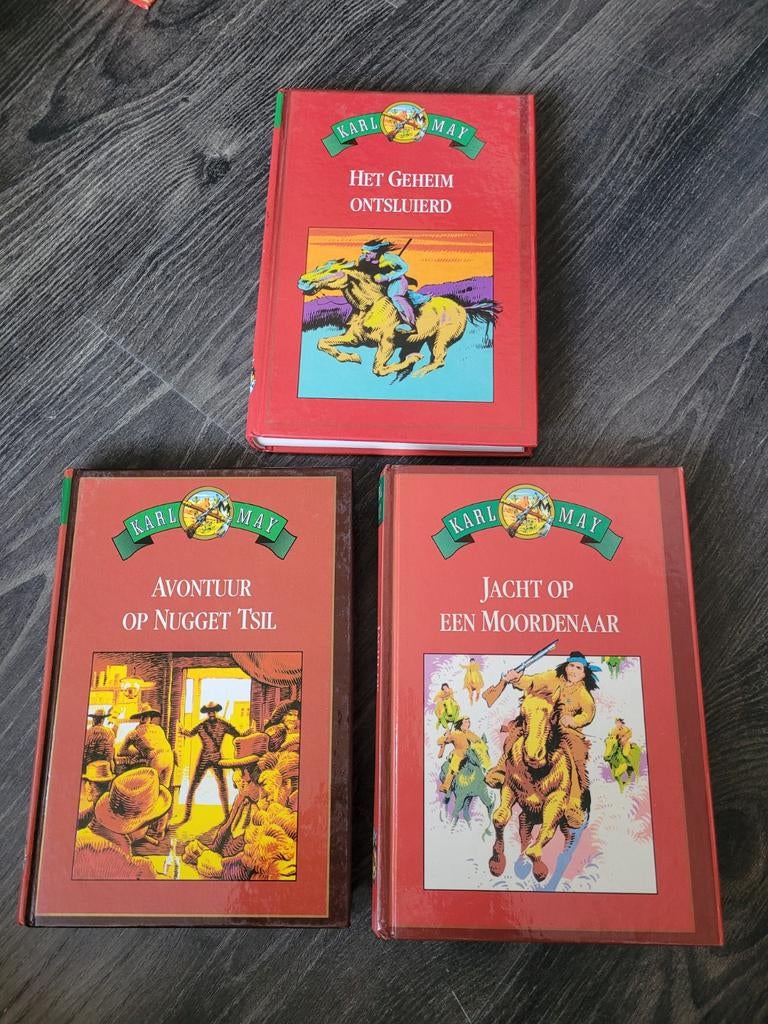 KARL MAY
HET GEHEIM
ONTSLUIERD
KARL MAY
AVONTUUR
OP NUGGET TSIL
KARL MAY
JACHT OP
EEN MOORDENAAR